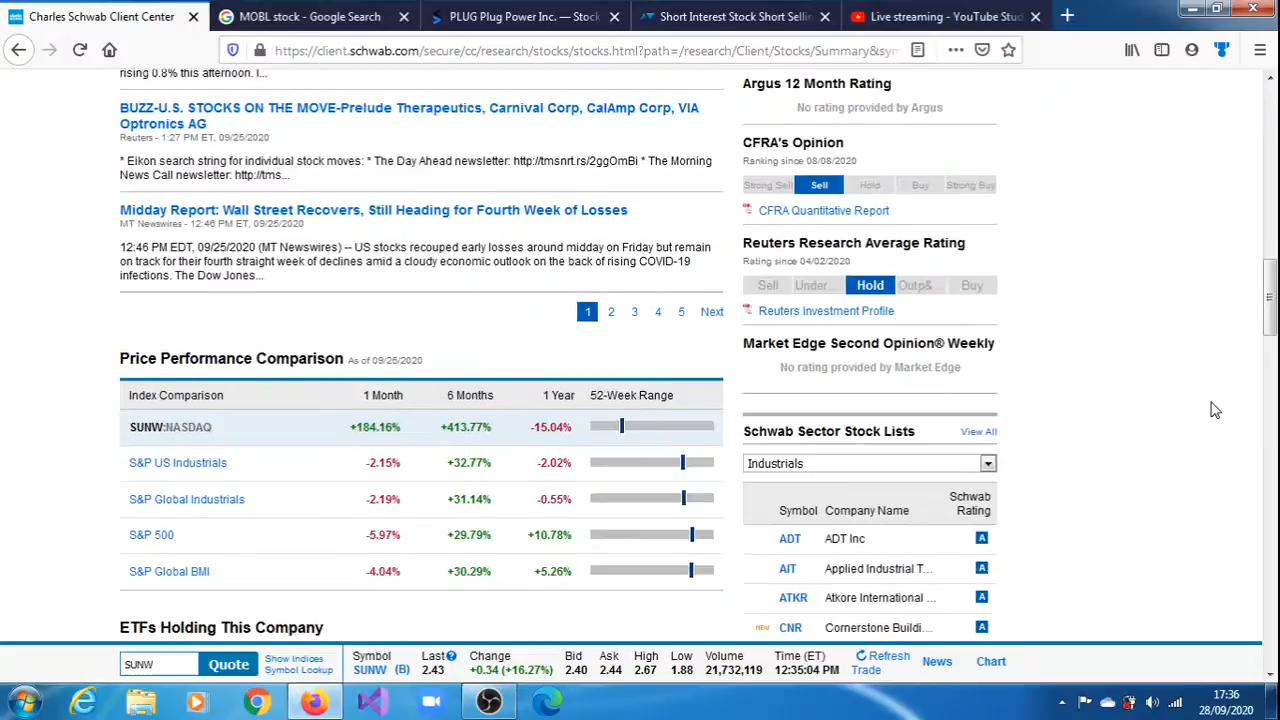 Charles Schwab Client Center
MOBL stock - Google Search
PLUG Plug Power Inc. — Stock
Short Interest Stock Short Sellin
Live streaming - YouTube Stud
https://client.schwab.com/secure/cc/research/stocks/stocks.html?path=/research/Client/Stocks/Summary&sym
rising 0.8% this afternoon. I...
BUZZ-U.S. STOCKS ON THE MOVE-Prelude Therapeutics, Carnival Corp, CalAmp Corp, VIA
Optronics AG
Reuters - 1:27 PM ET, 09/25/2020
* Eikon search string for individual stock moves: * The Day Ahead newsletter: http://tmsnrt.rs/2ggOmBi * The Morning
News Call newsletter: http://tms...
Midday Report: Wall Street Recovers, Still Heading for Fourth Week of Losses
MT Newswires - 12:46 PM ET, 09/25/2020
12:46 PM EDT, 09/25/2020 (MT Newswires) -- US stocks recouped early losses around midday on Friday but remain
on track for their fourth straight week of declines amid a cloudy economic outlook on the back of rising COVID-19
infections. The Dow Jones...
1 2 3 4 5 Next
Price Performance Comparison As of 09/25/2020
Index Comparison 1 Month 6 Months 1 Year 52-Week Range
SUNW:NASDAQ +184.16% +413.77% -15.04%
S&P US Industrials -2.15% +32.77% -2.02%
S&P Global Industrials -2.19% +31.14% -0.55%
S&P 500 -5.97% +29.79% +10.78%
S&P Global BMI -4.04% +30.29% +5.26%
ETFs Holding This Company
Argus 12 Month Rating
No rating provided by Argus
CFRA's Opinion
Ranking since 08/08/2020
Strong Sell Sell Hold Buy Strong Buy
CFRA Quantitative Report
Reuters Research Average Rating
Rating since 04/02/2020
Sell Under... Hold Outp&... Buy
Reuters Investment Profile
Market Edge Second Opinion® Weekly
No rating provided by Market Edge
Schwab Sector Stock Lists View All
Industrials
Schwab
Symbol Company Name Rating
ADT ADT Inc A
AIT Applied Industrial T... A
ATKR Atkore International ... A
NEW CNR Cornerstone Buildi... A
SUNW Quote
Show Indices
Symbol Lookup
Symbol Last Change Bid Ask High Low Volume Time (ET) Refresh News Chart
SUNW (B) 2.43 +0.34 (+16.27%) 2.40 2.44 2.67 1.88 21,732,119 12:35:04 PM Trade
17:36
28/09/2020